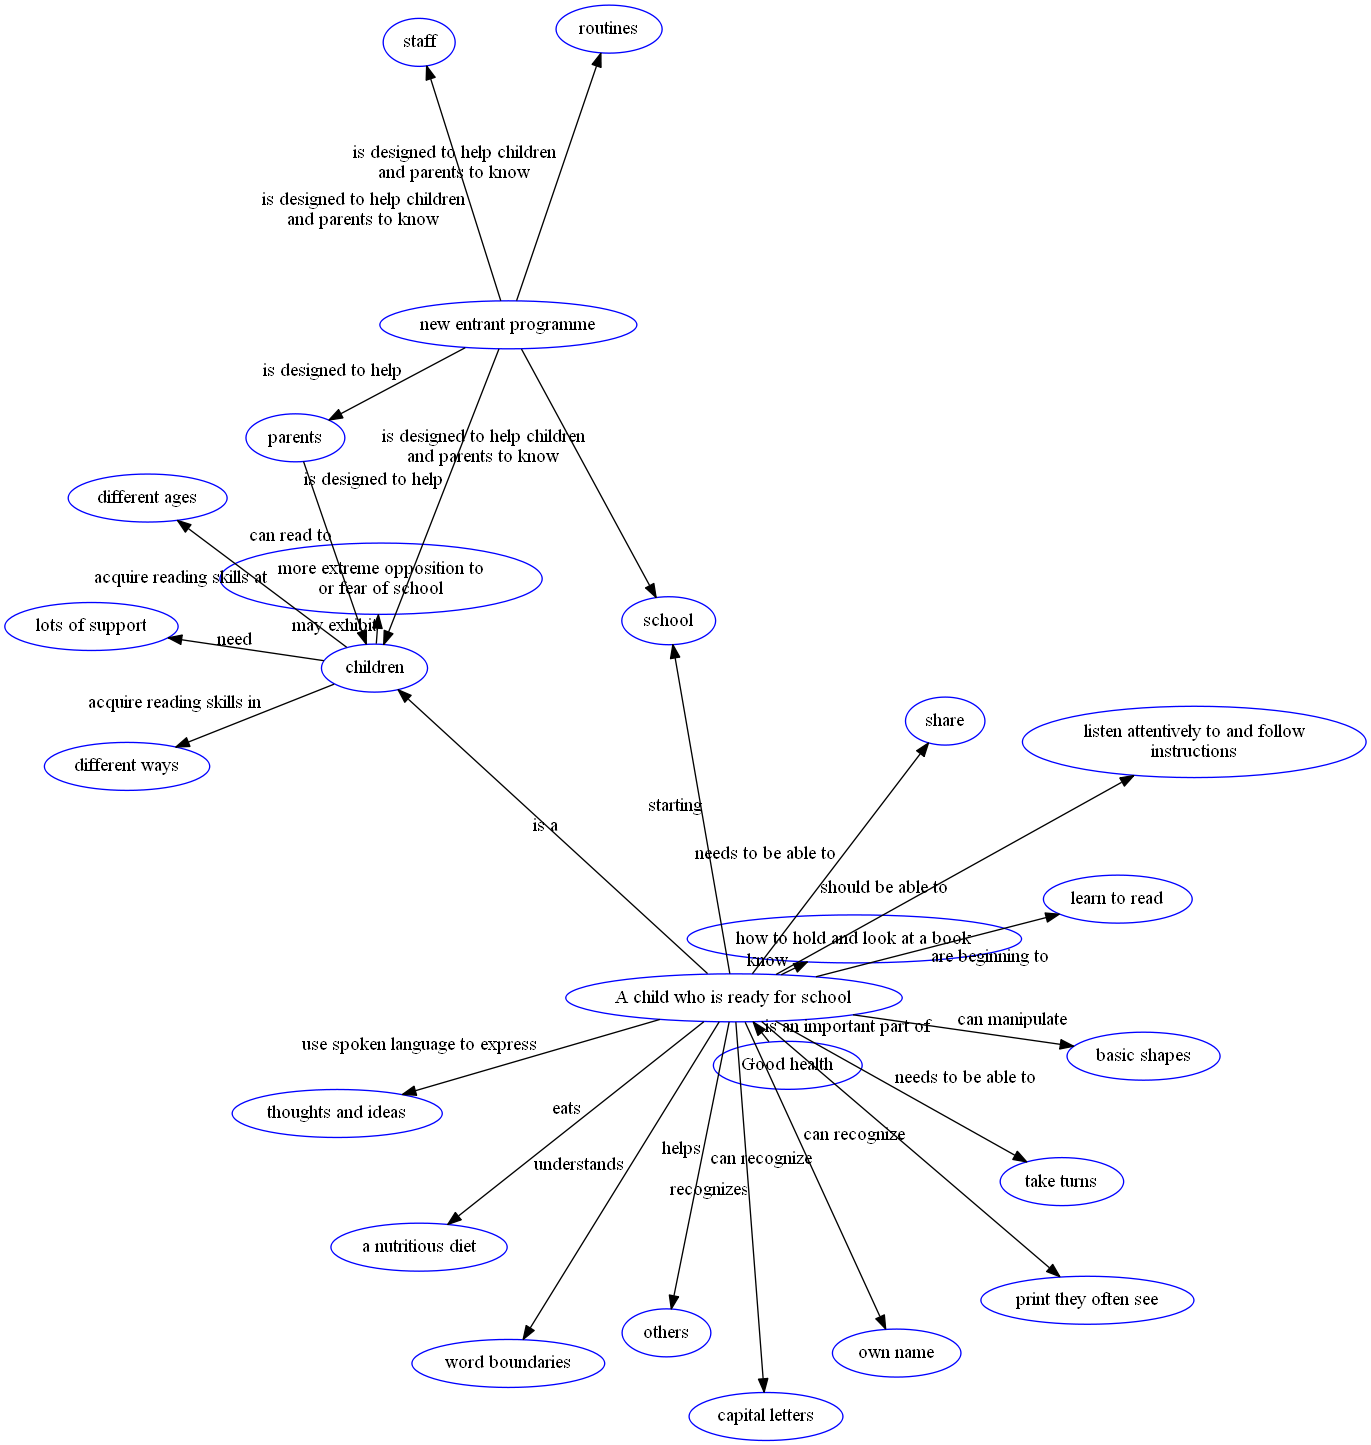 routines
staff
is designed to help children
and parents to know
is designed to help children
and parents to know
new entrant programme
is designed to help
parents
is designed to help children
and parents to know
is designed to help
different ages
can read to
more extreme opposition to
or fear of school
acquire reading skills at
lots of support
need
may exhibit
school
children
acquire reading skills in
different ways
share
listen attentively to and follow
instructions
starting
is a
needs to be able to
should be able to
learn to read
how to hold and look at a book
know
are beginning to
A child who is ready for school
is an important part of
can manipulate
use spoken language to express
basic shapes
Good health
needs to be able to
thoughts and ideas
eats
can recognize
helps
can recognize
understands
recognizes
take turns
a nutritious diet
print they often see
others
own name
word boundaries
capital letters